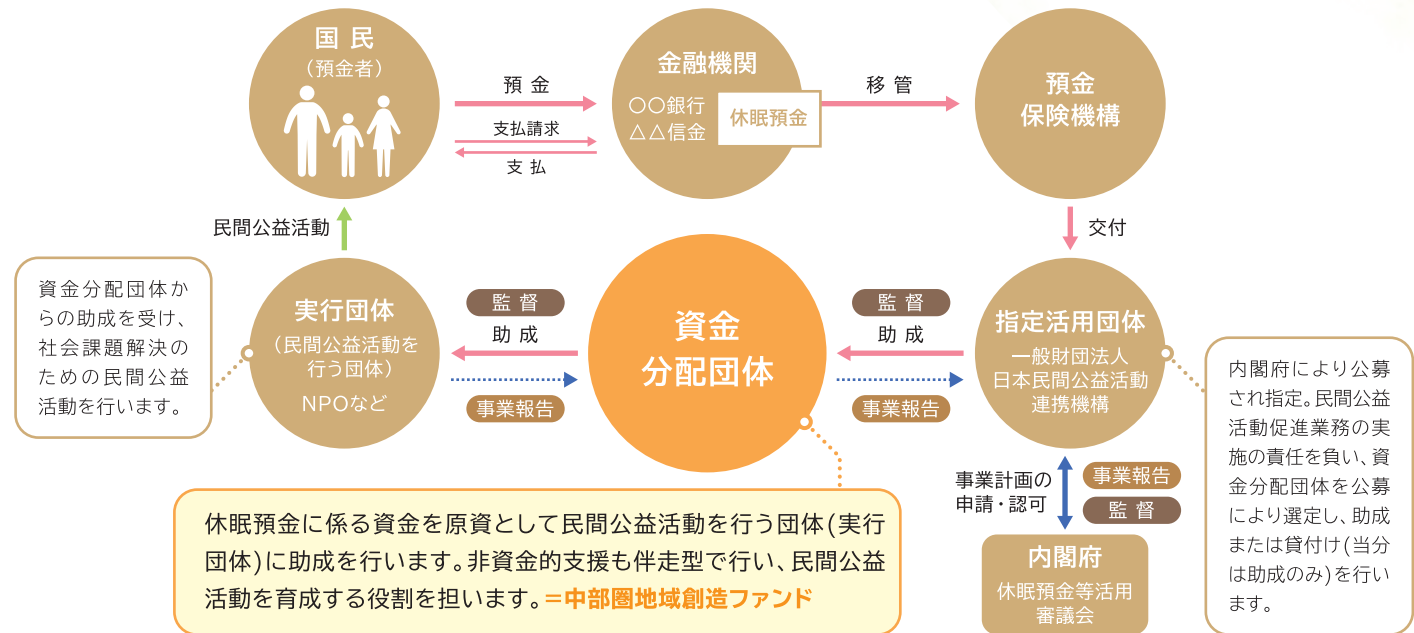 国 民
（預金者）
預 金
支払請求
支 払
金融機関
〇〇銀行
△△信金
休眠預金
移 管
預金
保険機構
民間公益活動
交付
資金分配団体か
らの助成を受け、
社会課題解決の
ための民間公益
活動を行います。
実行団体
（民間公益活動を
行う団体）
NPOなど
監 督
助 成
事業報告
資金
分配団体
監 督
助 成
事業報告
指定活用団体
一般財団法人
日本民間公益活動
連携機構
内閣府により公募
され指定。民間公益
活動促進業務の実
施の責任を負い、資
金分配団体を公募
により選定し、助成
または貸付け(当分
は助成のみ)を行い
ます。
事業計画の
申請・認可
事業報告
監 督
内閣府
休眠預金等活用
審議会
休眠預金に係る資金を原資として民間公益活動を行う団体(実行
団体)に助成を行います。非資金的支援も伴走型で行い、民間公益
活動を育成する役割を担います。＝中部圏地域創造ファンド